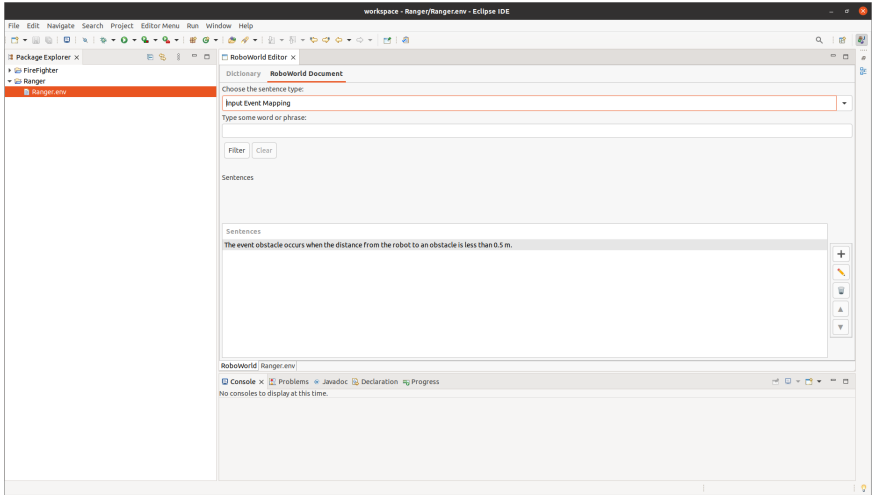 workspace - Ranger/Ranger.env - Eclipse IDE
File Edit Navigate Search Project Editor Menu Run Window Help
Package Explorer
FireFighter
Ranger
Ranger.env
RoboWorld Editor
Dictionary RoboWorld Document
Choose the sentence type:
Input Event Mapping
Type some word or phrase:
Filter Clear
Sentences
Sentences
The event obstacle occurs when the distance from the robot to an obstacle is less than 0.5 m.
RoboWorld Ranger.env
Console Problems Javadoc Declaration Progress
No consoles to display at this time.